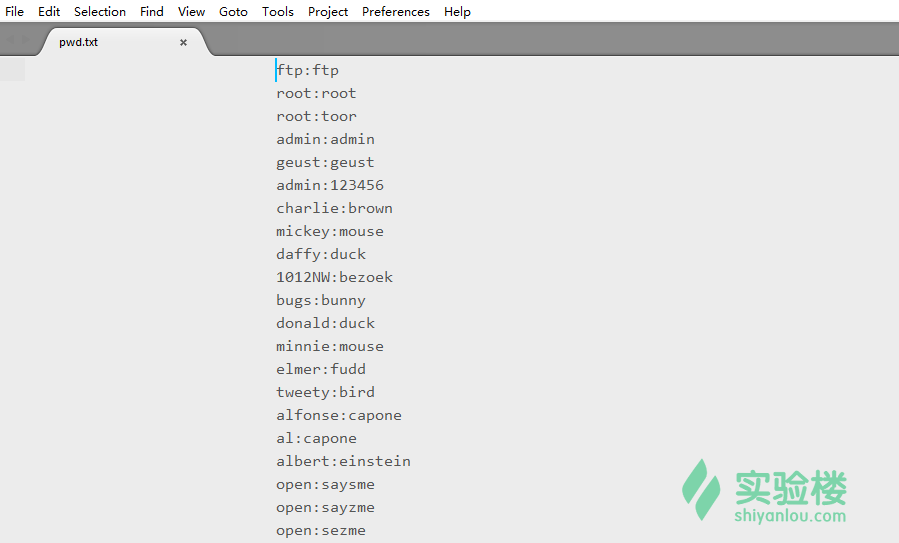 File Edit Selection Find View Goto Tools Project Preferences Help
pwd.txt ×
ftp:ftp
root:root
root:toor
admin:admin
geust:geust
admin:123456
charlie:brown
mickey:mouse
daffy:duck
1012NW:bezoek
bugs:bunny
donald:duck
minnie:mouse
elmer:fudd
tweety:bird
alfonse:capone
al:capone
albert:einstein
open:saysme
open:sayzme
open:sezme
实验楼
shiyanlou.com